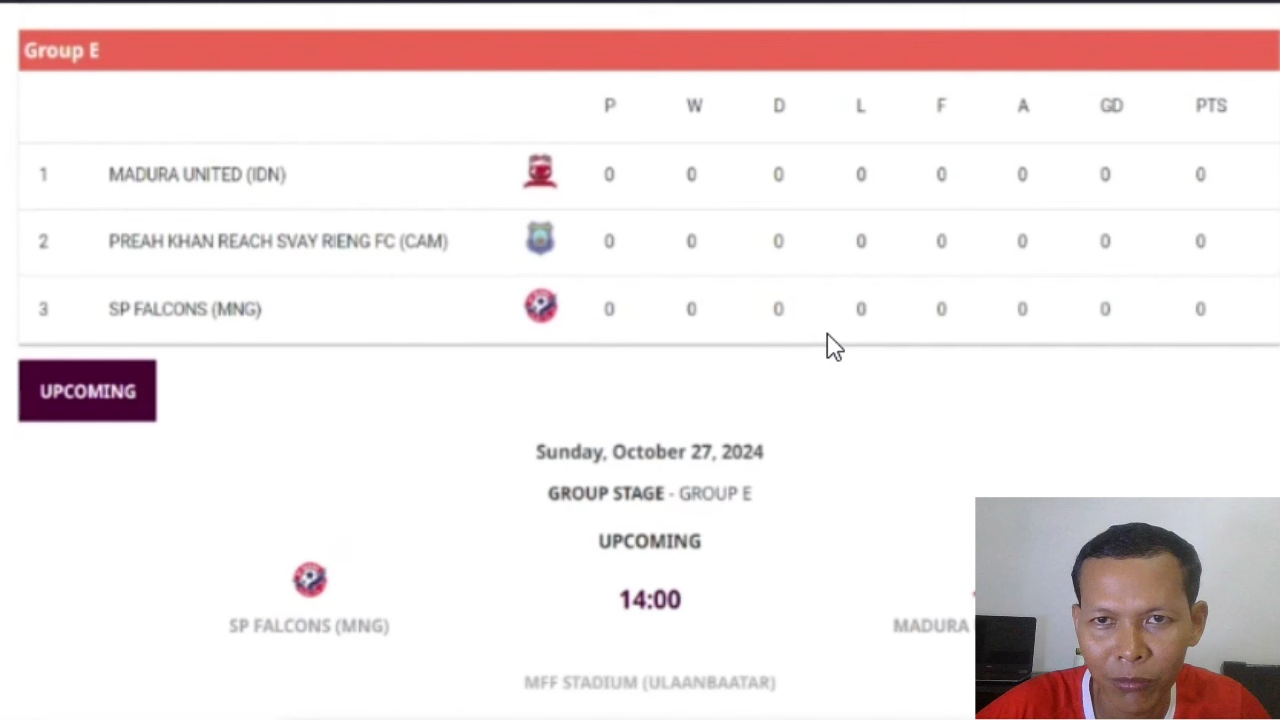 Group E
P W D L F A GD PTS
1 MADURA UNITED (IDN) 0 0 0 0 0 0 0 0
2 PREAH KHAN REACH SVAY RIENG FC (CAM) 0 0 0 0 0 0 0 0
3 SP FALCONS (MNG) 0 0 0 0 0 0 0 0
UPCOMING
Sunday, October 27, 2024
GROUP STAGE - GROUP E
UPCOMING
14:00
SP FALCONS (MNG) MADURA
MFF STADIUM (ULAANBAATAR)